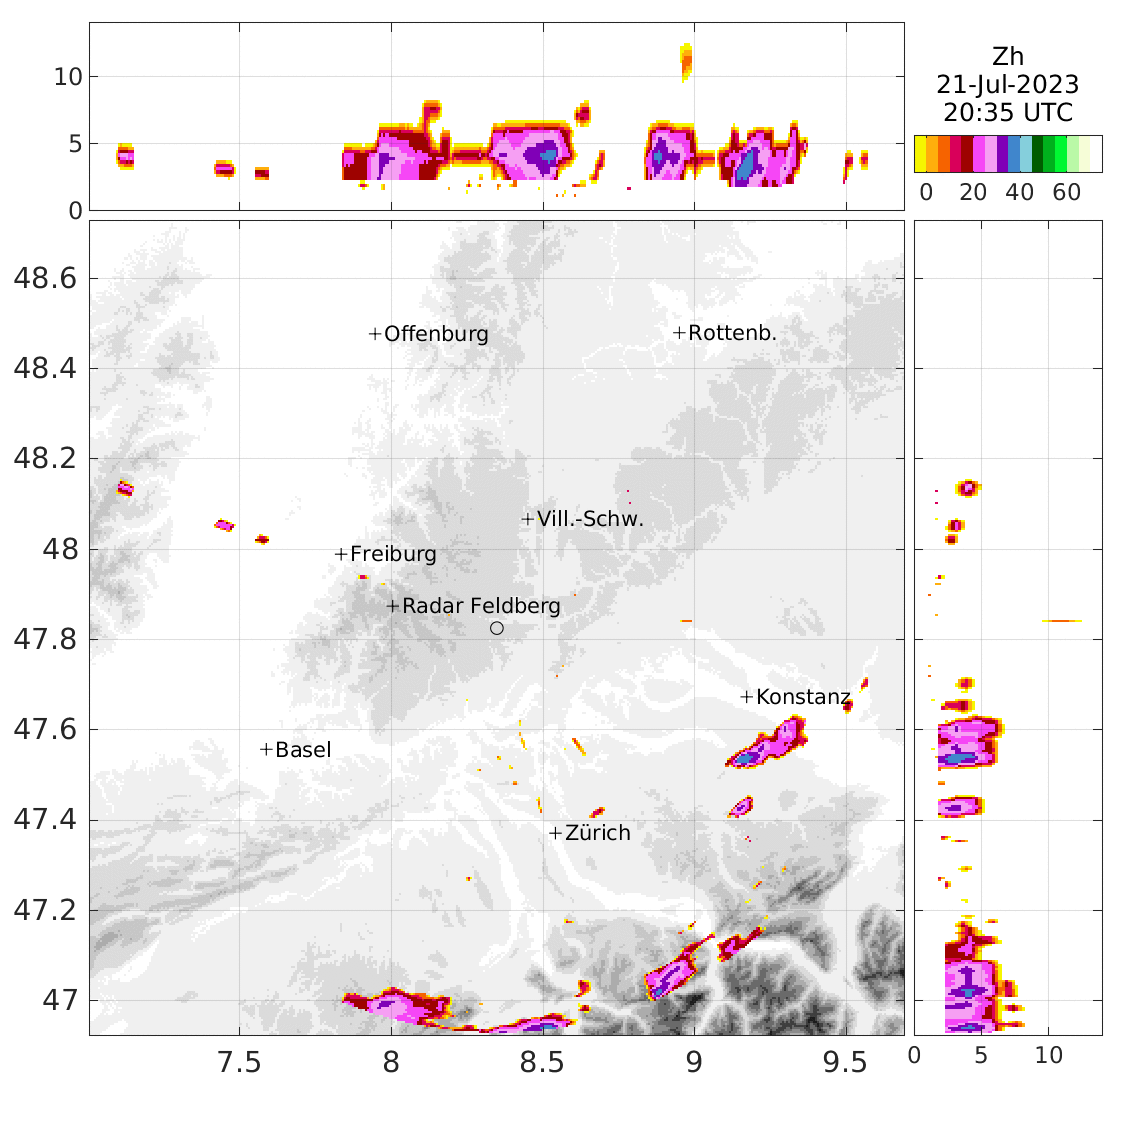 10
5
0
Zh
21-Jul-2023
20:35 UTC
0 20 40 60
48.6
48.4
48.2
48
47.8
47.6
47.4
47.2
47
+Offenburg
+Rottenb.
+Vill.-Schw.
+Freiburg
+Radar Feldberg
+Konstanz
+Basel
+Zürich
7.5 8 8.5 9 9.5
0 5 10